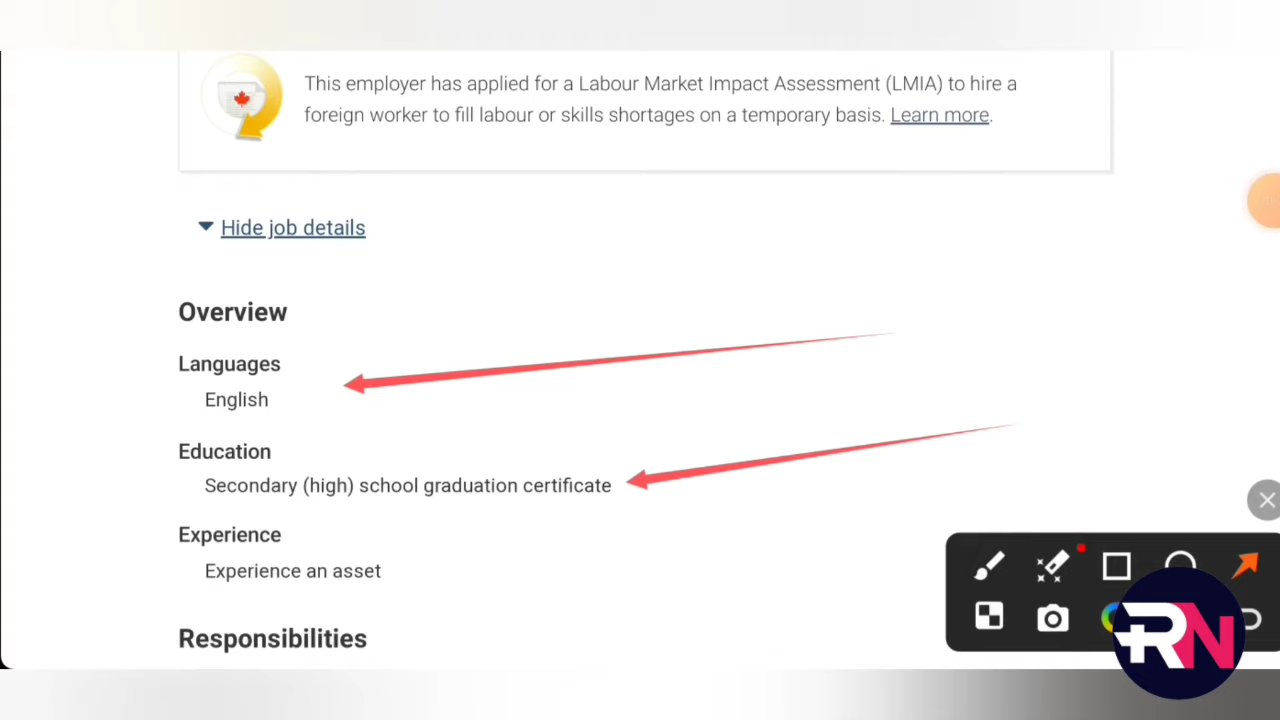 This employer has applied for a Labour Market Impact Assessment (LMIA) to hire a
foreign worker to fill labour or skills shortages on a temporary basis. Learn more.
Hide job details
Overview
Languages
English
Education
Secondary (high) school graduation certificate
Experience
Experience an asset
Responsibilities
RN